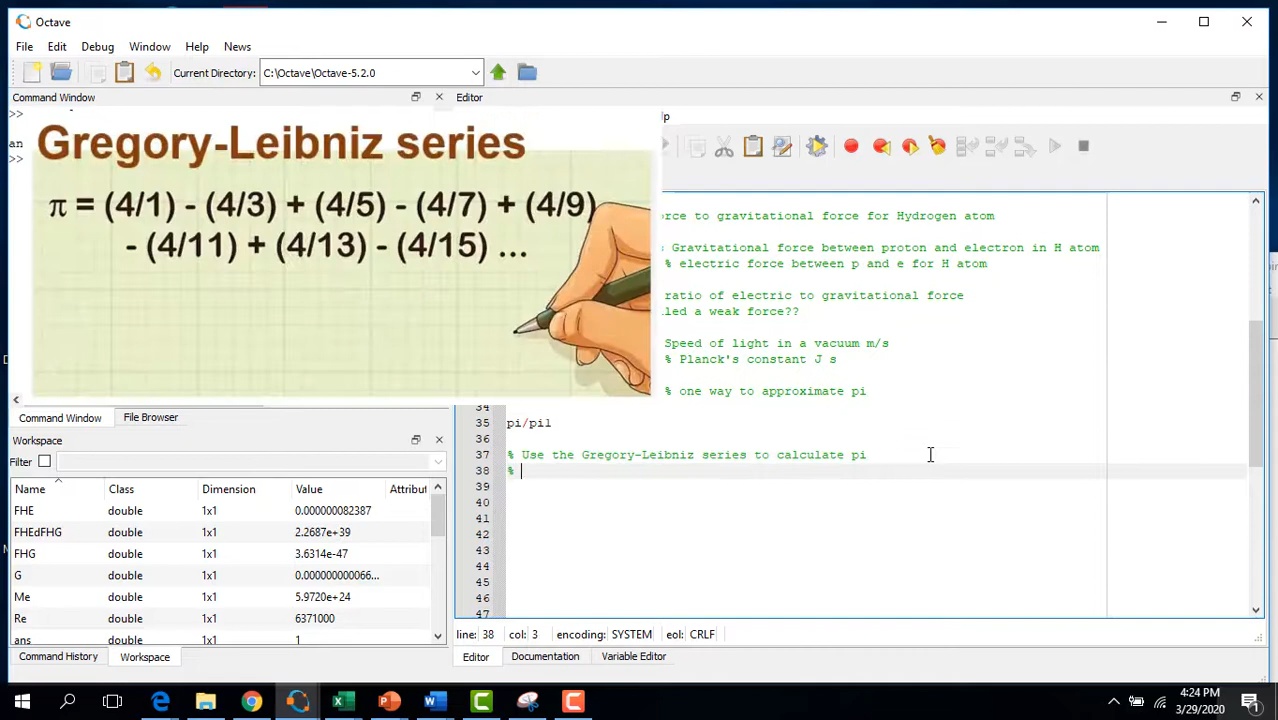 Octave
File Edit Debug Window Help News
Current Directory: C:\Octave\Octave-5.2.0
Command Window
Editor
>>
an
>>
Gregory-Leibniz series
π = (4/1) - (4/3) + (4/5) - (4/7) + (4/9)
- (4/11) + (4/13) - (4/15) ...
Command Window File Browser
Workspace
Filter
Name Class Dimension Value Attribut
FHE double 1x1 0.000000082387
FHEdFHG double 1x1 2.2687e+39
FHG double 1x1 3.6314e-47
G double 1x1 0.000000000066...
Me double 1x1 5.9720e+24
Re double 1x1 6371000
ans double 1x1 1
Command History Workspace
lp
rce to gravitational force for Hydrogen atom
Gravitational force between proton and electron in H atom
% electric force between p and e for H atom
ratio of electric to gravitational force
lled a weak force??
Speed of light in a vacuum m/s
% Planck's constant J s
% one way to approximate pi
34
35 pi/pi1
36
37 % Use the Gregory-Leibniz series to calculate pi
38 %
39
40
41
42
43
44
45
46
47
line: 38 col: 3 encoding: SYSTEM eol: CRLF
Editor Documentation Variable Editor
4:24 PM
3/29/2020